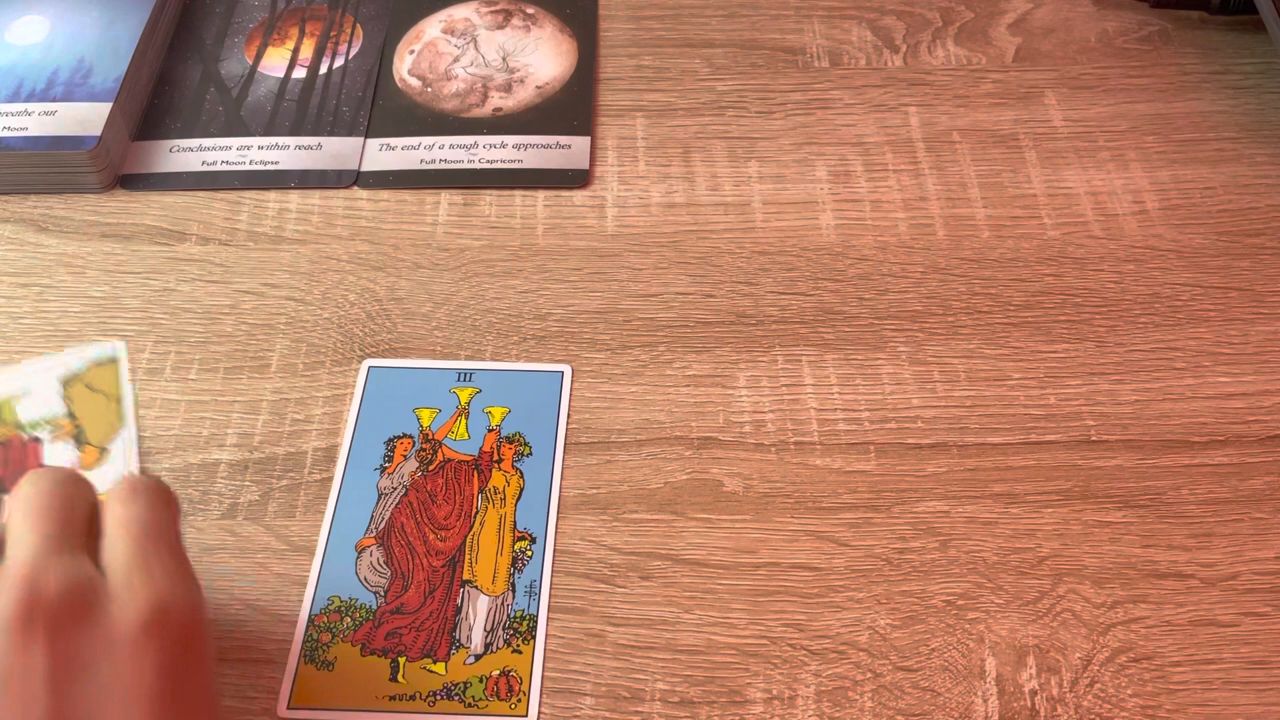 breathe out
Moon
Conclusions are within reach
Full Moon Eclipse
The end of a tough cycle approaches
Full Moon in Capricorn
III